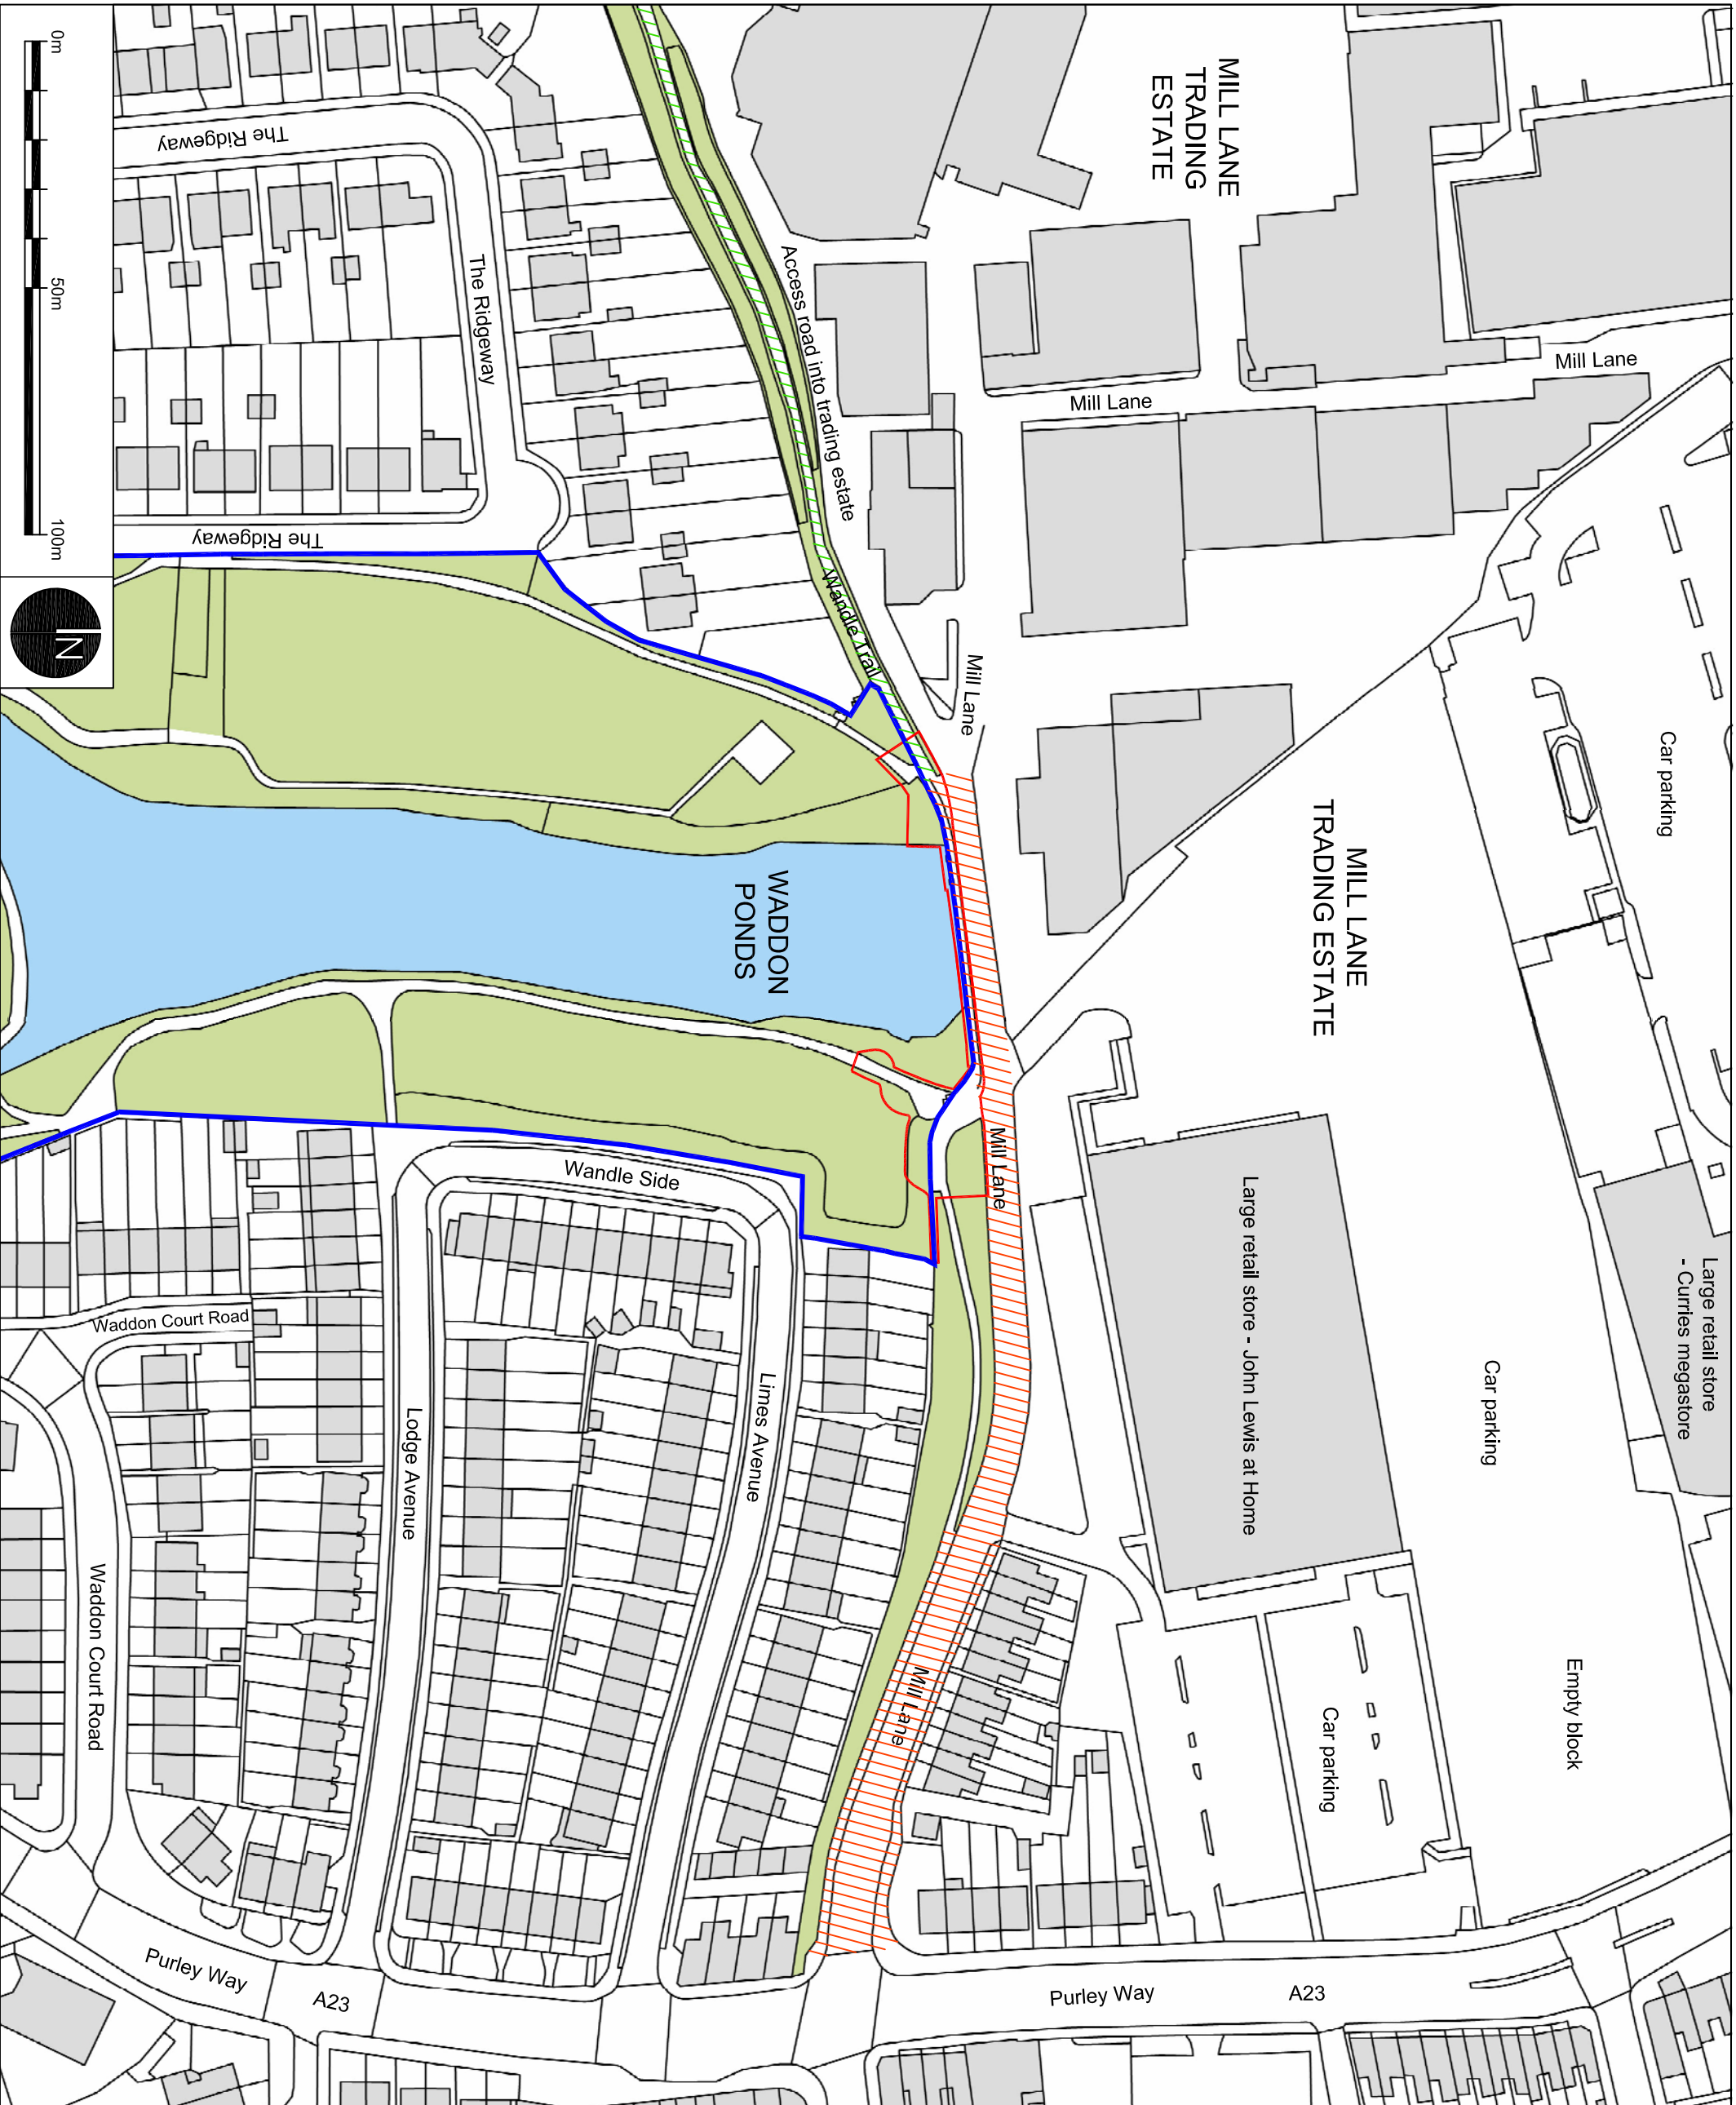 MILL LANE
TRADING
ESTATE
Mill Lane
Mill Lane
Access road into trading estate
The Ridgeway
The Ridgeway
The Ridgeway
0m
50m
100m
N
Wandle Trail
Mill Lane
Car parking
MILL LANE
TRADING ESTATE
WADDON
PONDS
Mill Lane
Wandle Side
Large retail store - John Lewis at Home
Large retail store
- Curries megastore
Car parking
Waddon Court Road
Lodge Avenue
Limes Avenue
Waddon Court Road
Mill Lane
Car parking
Empty block
Purley Way
A23
Purley Way
A23